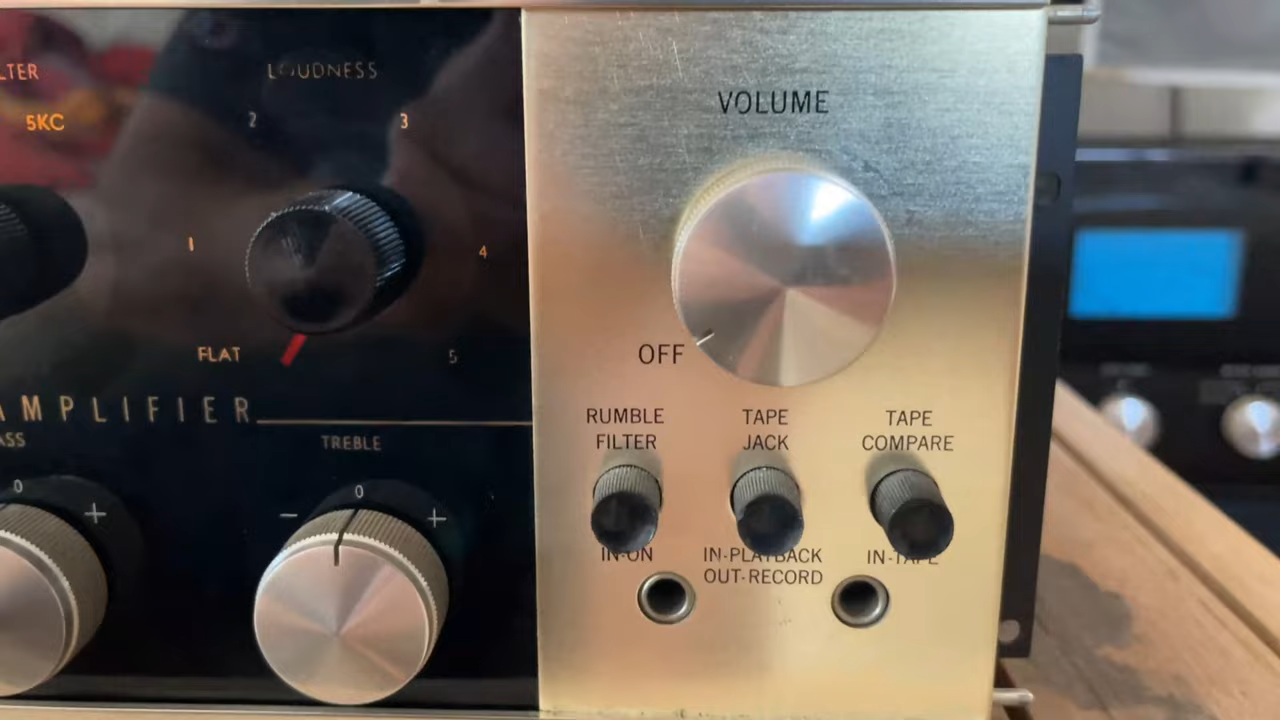 LTER
5KC
LOUDNESS
2
3
1
4
FLAT
5
AMPLIFIER
ASS
0
+
TREBLE
0
-
+
VOLUME
OFF
RUMBLE
FILTER
TAPE
JACK
TAPE
COMPARE
IN-ON
IN-PLAYBACK
OUT-RECORD
IN-TAPE